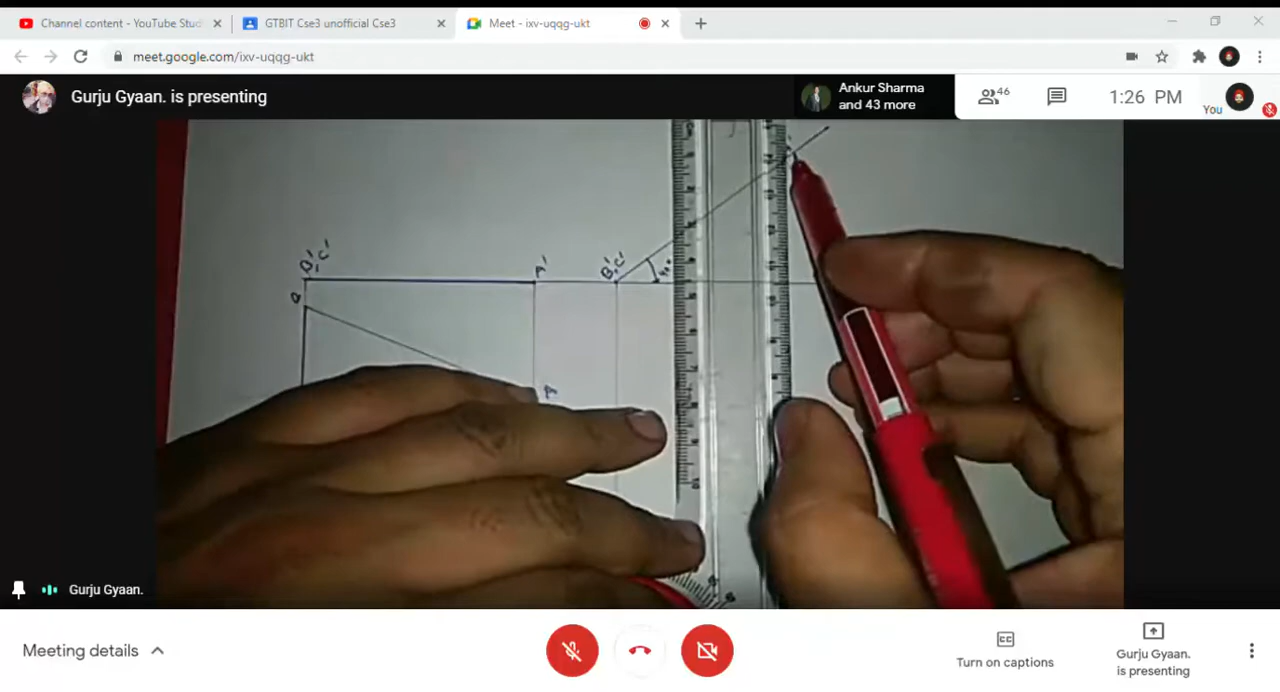 Channel content - YouTube Stud
GTBIT Cse3 unofficial Cse3
Meet - ixv-uqqg-ukt
meet.google.com/ixv-uqqg-ukt
Gurju Gyaan. is presenting
Ankur Sharma
and 43 more
46
1:26 PM
You
A'
B',C'
A
Gurju Gyaan.
Meeting details
Turn on captions
Gurju Gyaan.
is presenting